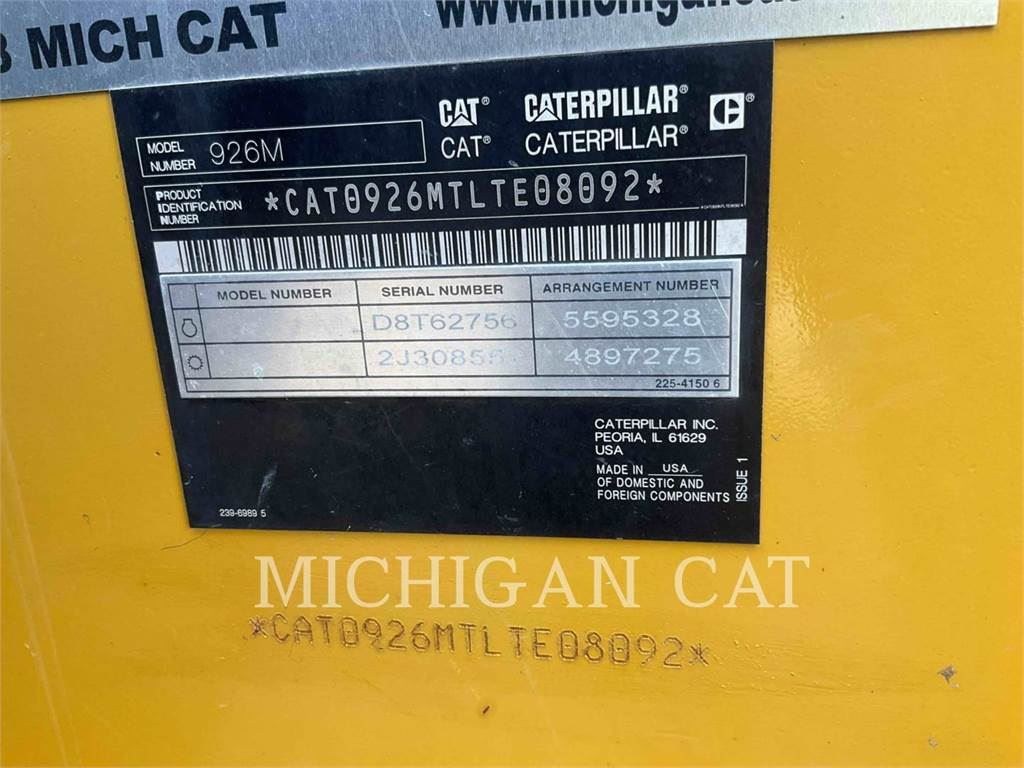 MICH CAT
CAT® CATERPILLAR®
CAT® CATERPILLAR®
MODEL NUMBER 926M
PRODUCT IDENTIFICATION NUMBER *CAT0926MTLTE08092*
MODEL NUMBER SERIAL NUMBER ARRANGEMENT NUMBER
D8T62756 5595328
4897275
225-4150 6
CATERPILLAR INC.
PEORIA, IL 61629
USA
MADE IN USA
OF DOMESTIC AND
FOREIGN COMPONENTS
ISSUE 1
239-6989 5
MICHIGAN CAT
*CAT0926MTLTE08092*